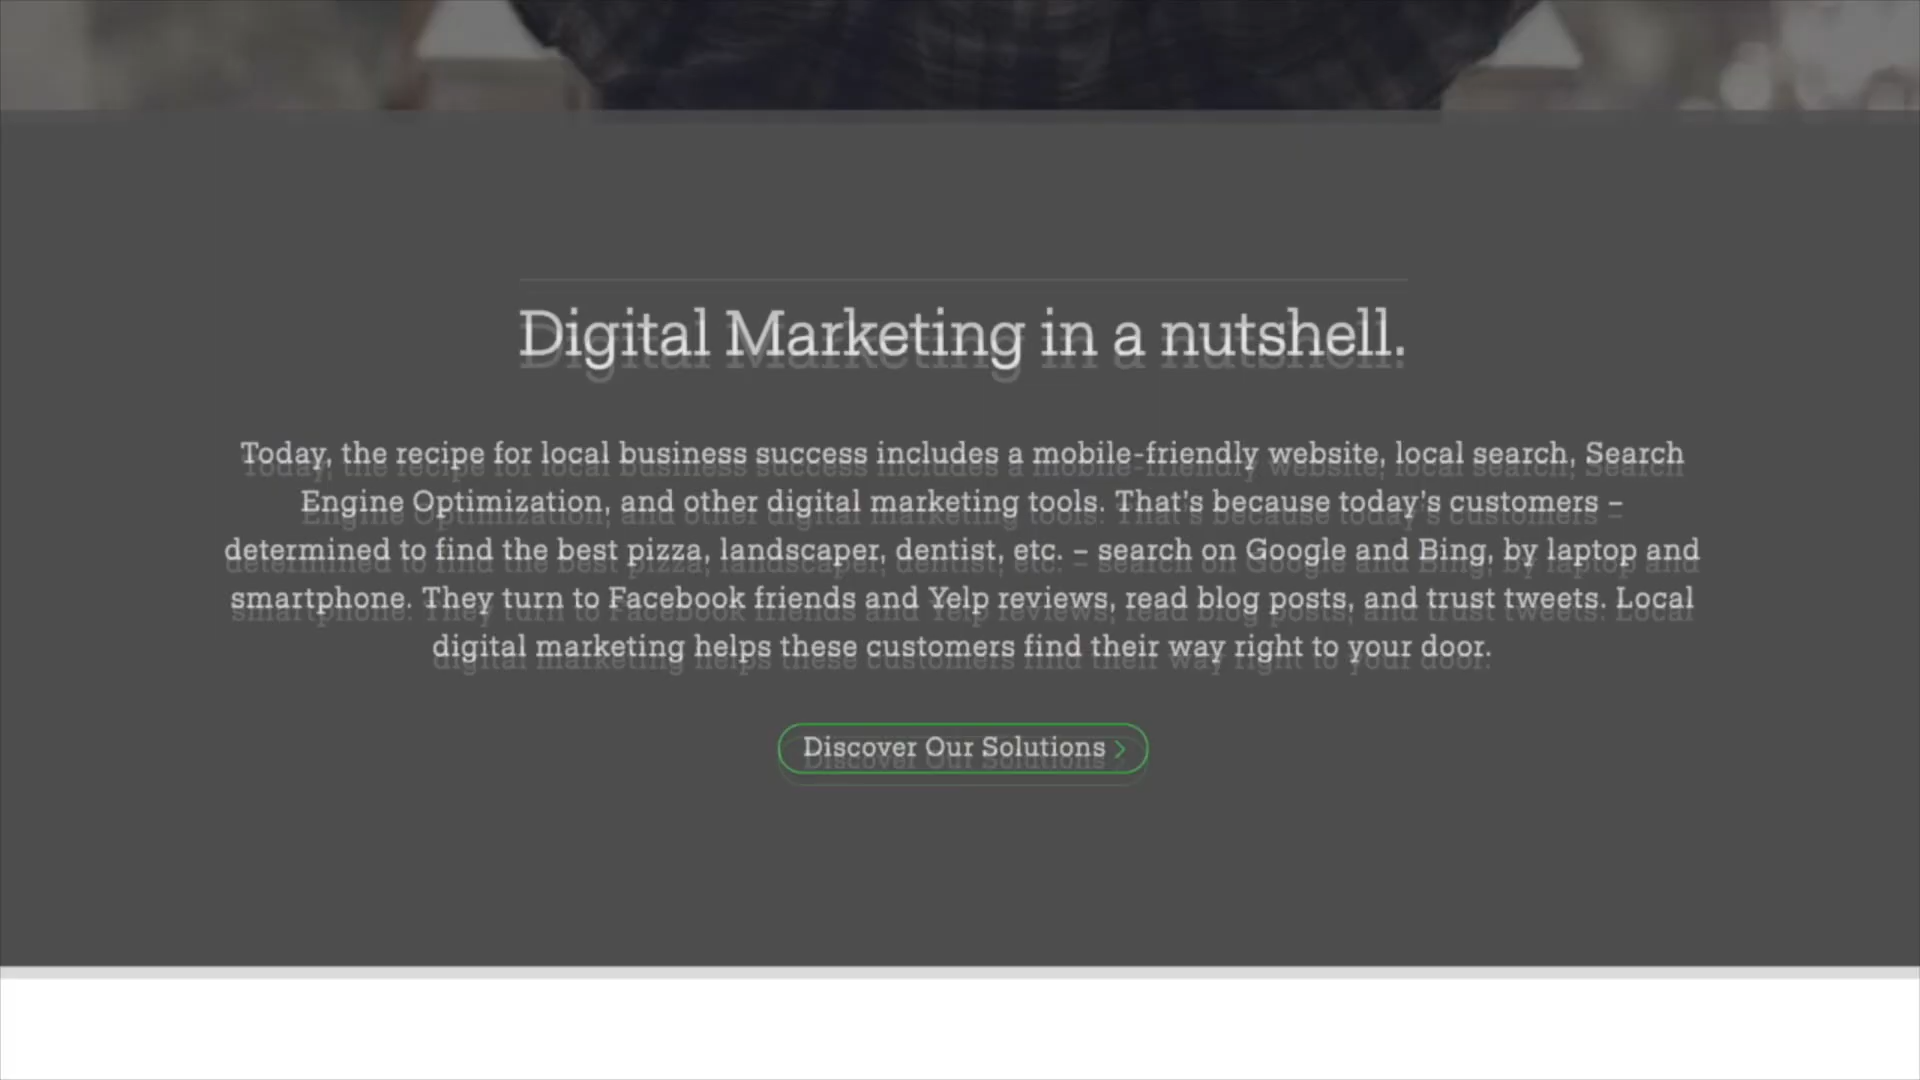 Digital Marketing in a nutshell.
Today, the recipe for local business success includes a mobile-friendly website, local search, Search
Engine Optimization, and other digital marketing tools. That's because today's customers –
determined to find the best pizza, landscaper, dentist, etc. – search on Google and Bing, by laptop and
smartphone. They turn to Facebook friends and Yelp reviews, read blog posts, and trust tweets. Local
digital marketing helps these customers find their way right to your door.
Discover Our Solutions >